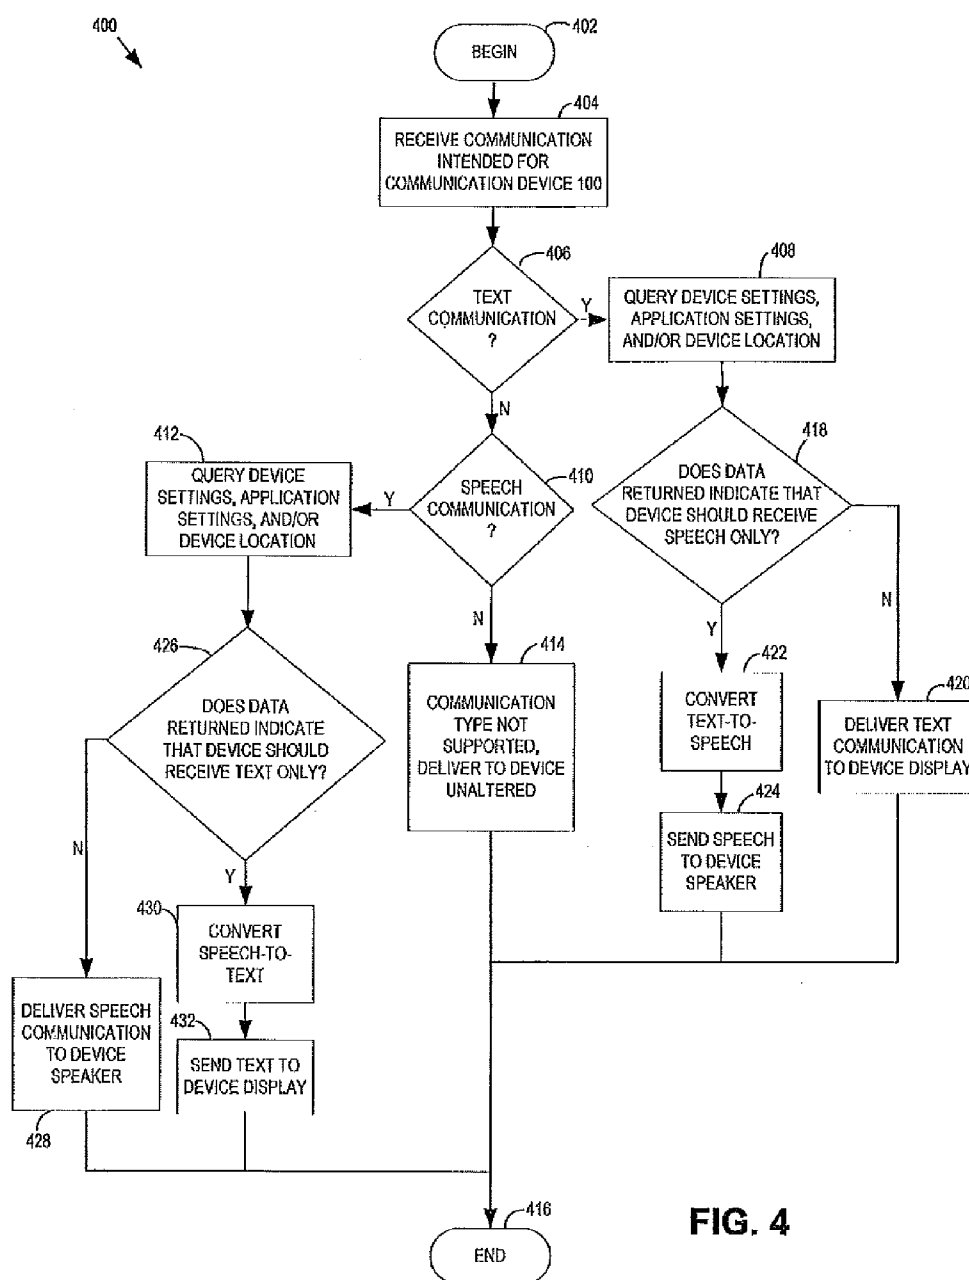 400
402
BEGIN
404
RECEIVE COMMUNICATION
INTENDED FOR
COMMUNICATION DEVICE 100
406
TEXT
COMMUNICATION
?
Y
408
QUERY DEVICE SETTINGS,
APPLICATION SETTINGS,
AND/OR DEVICE LOCATION
N
412
QUERY DEVICE
SETTINGS, APPLICATION
SETTINGS, AND/OR
DEVICE LOCATION
Y
410
SPEECH
COMMUNICATION
?
418
DOES DATA
RETURNED INDICATE THAT
DEVICE SHOULD RECEIVE
SPEECH ONLY?
N
N
Y
426
DOES DATA
RETURNED INDICATE
THAT DEVICE SHOULD
RECEIVE TEXT ONLY?
414
COMMUNICATION
TYPE NOT
SUPPORTED,
DELIVER TO DEVICE
UNALTERED
422
CONVERT
TEXT-TO-
SPEECH
420
DELIVER TEXT
COMMUNICATION
TO DEVICE DISPLAY
424
SEND SPEECH
TO DEVICE
SPEAKER
N
Y
430
CONVERT
SPEECH-TO-
TEXT
DELIVER SPEECH
COMMUNICATION
TO DEVICE
SPEAKER
428
432
SEND TEXT TO
DEVICE DISPLAY
416
END
FIG. 4